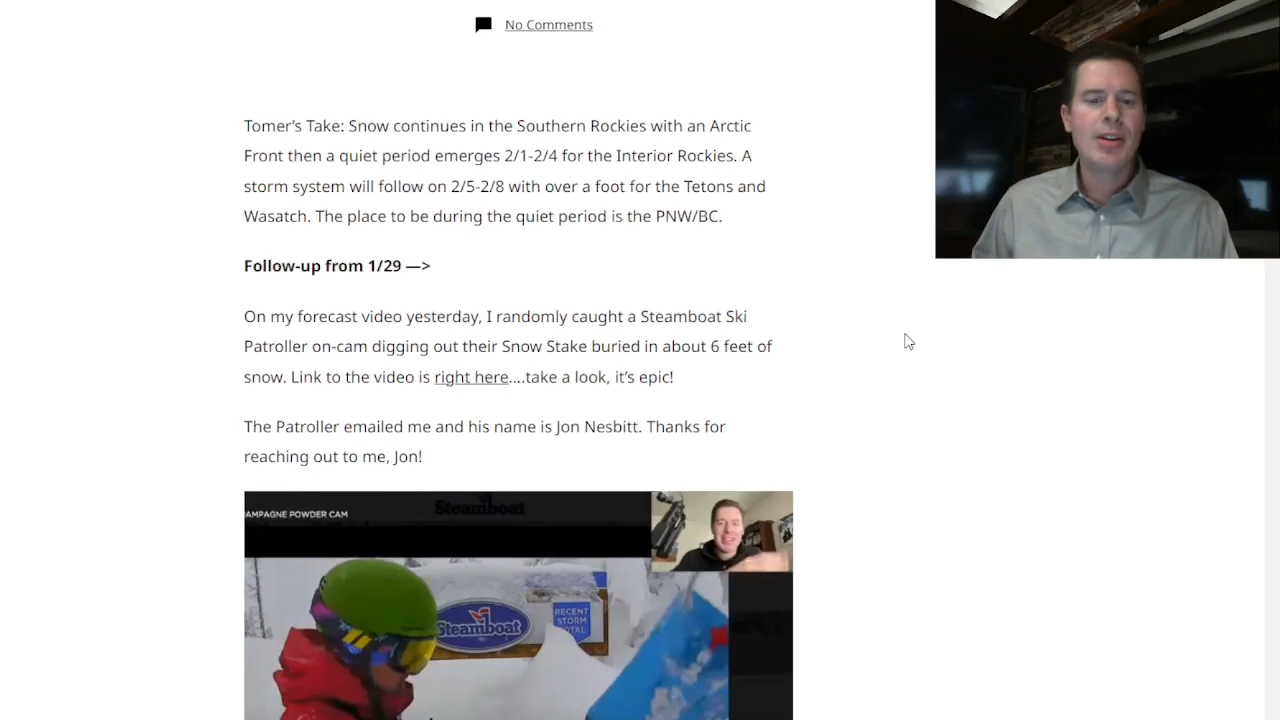 No Comments
Tomer’s Take: Snow continues in the Southern Rockies with an Arctic
Front then a quiet period emerges 2/1-2/4 for the Interior Rockies. A
storm system will follow on 2/5-2/8 with over a foot for the Tetons and
Wasatch. The place to be during the quiet period is the PNW/BC.
Follow-up from 1/29 —>
On my forecast video yesterday, I randomly caught a Steamboat Ski
Patroller on-cam digging out their Snow Stake buried in about 6 feet of
snow. Link to the video is right here….take a look, it’s epic!
The Patroller emailed me and his name is Jon Nesbitt. Thanks for
reaching out to me, Jon!
Steamboat
AMPAGNE POWDER CAM
Steamboat
RECENT
STORM
TOTAL